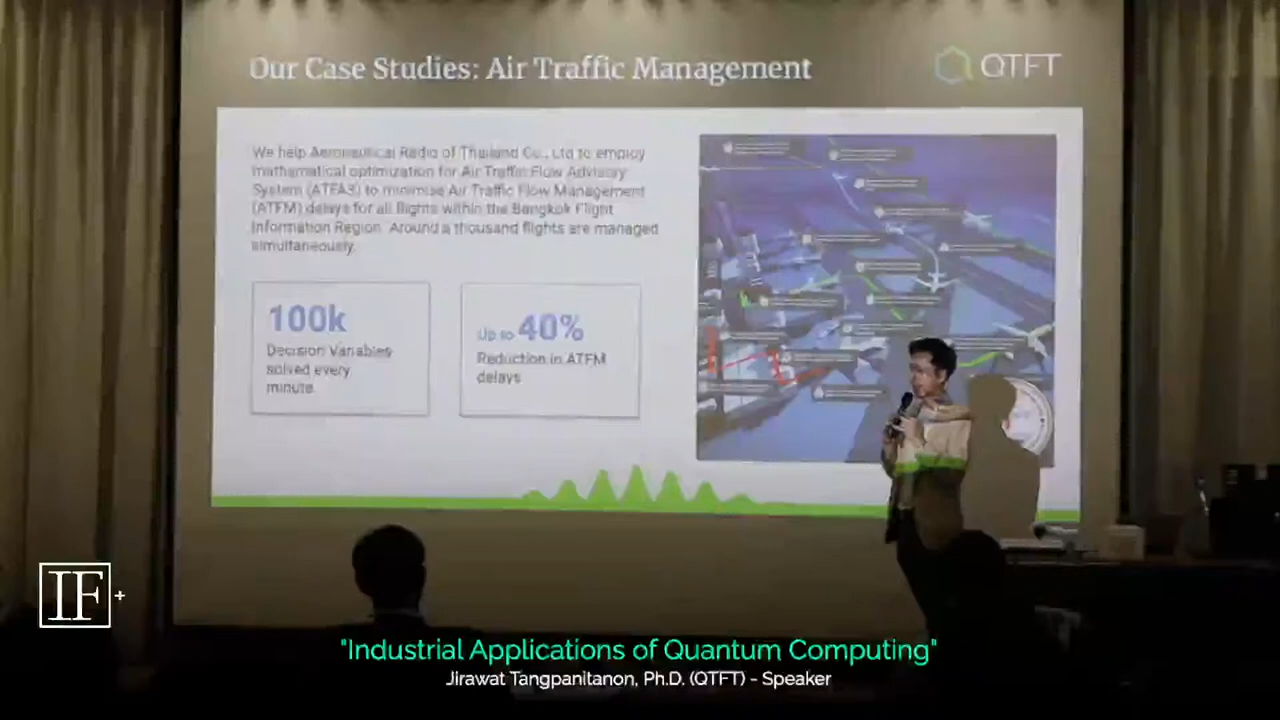 Our Case Studies: Air Traffic Management
QTFT
We help Aeronautical Radio of Thailand Co., Ltd to employ
mathematical optimization for Air Traffic Flow Advisory
System (ATFAS) to minimise Air Traffic Flow Management
(ATFM) delays for all flights within the Bangkok Flight
Information Region. Around a thousand flights are managed
simultaneously.
100k
Decision Variables
solved every
minute.
Up to 40%
Reduction in ATFM
delays
IF+
"Industrial Applications of Quantum Computing"
Jirawat Tangpanitanon, Ph.D. (QTFT) - Speaker